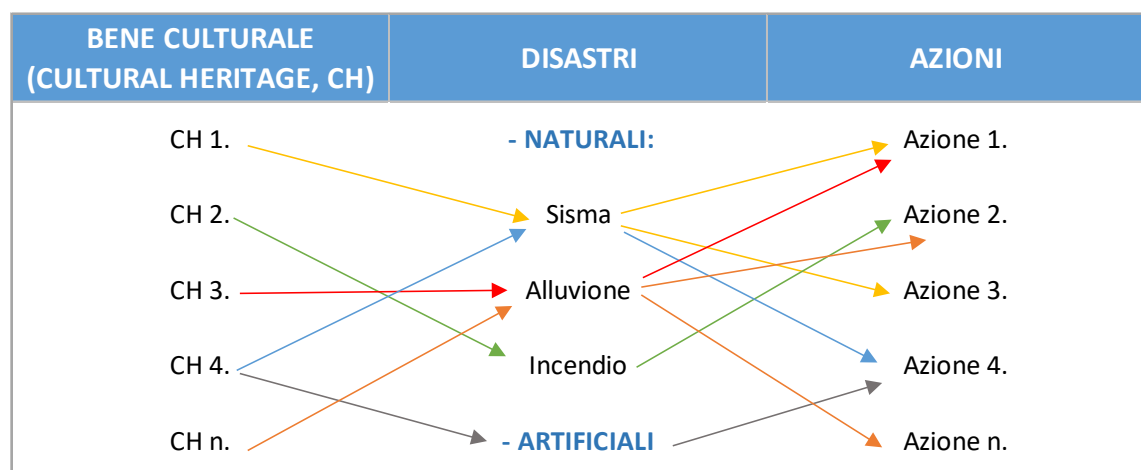 BENE CULTURALE
(CULTURAL HERITAGE, CH)
DISASTRI
AZIONI
CH 1.
- NATURALI:
Azione 1.
CH 2.
Sisma
Azione 2.
CH 3.
Alluvione
Azione 3.
CH 4.
Incendio
Azione 4.
CH n.
- ARTIFICIALI
Azione n.